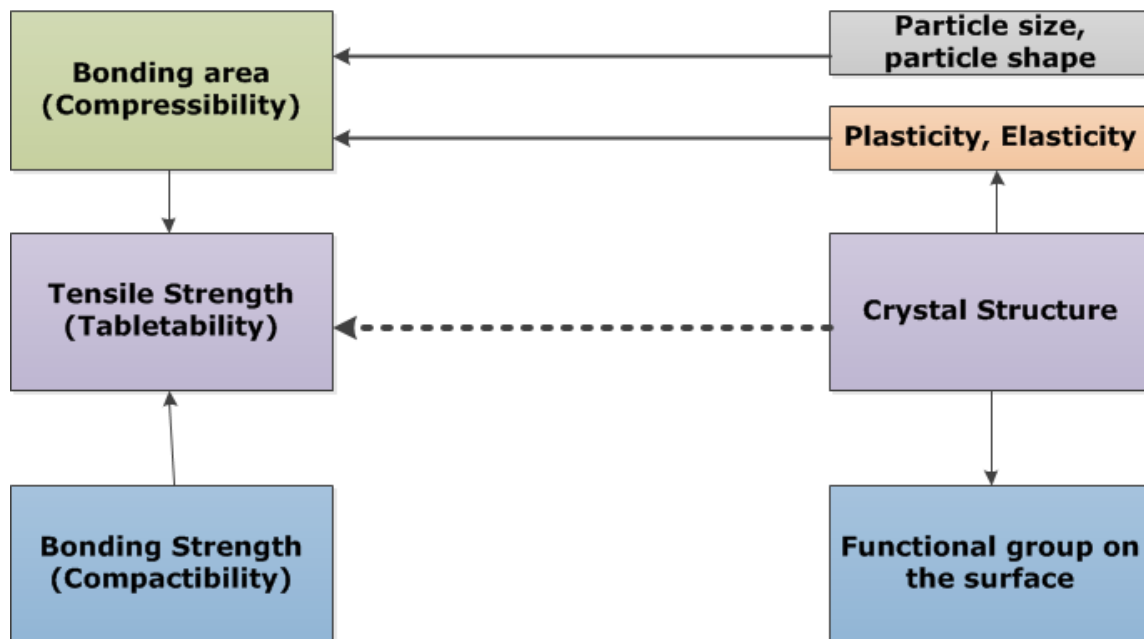 Bonding area
(Compressibility)
Particle size,
particle shape
Plasticity, Elasticity
Tensile Strength
(Tabletability)
Crystal Structure
Bonding Strength
(Compactibility)
Functional group on
the surface